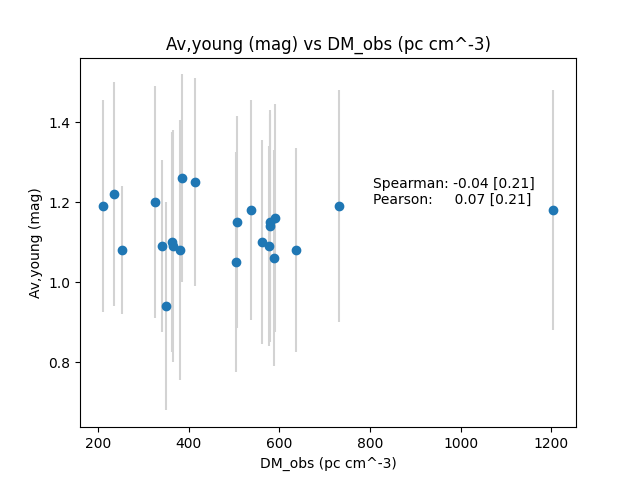 Av,young (mag) vs DM_obs (pc cm^-3)
1.4
1.2
1.0
0.8
Av,young (mag)
Spearman: -0.04 [0.21]
Pearson: 0.07 [0.21]
200 400 600 800 1000 1200
DM_obs (pc cm^-3)